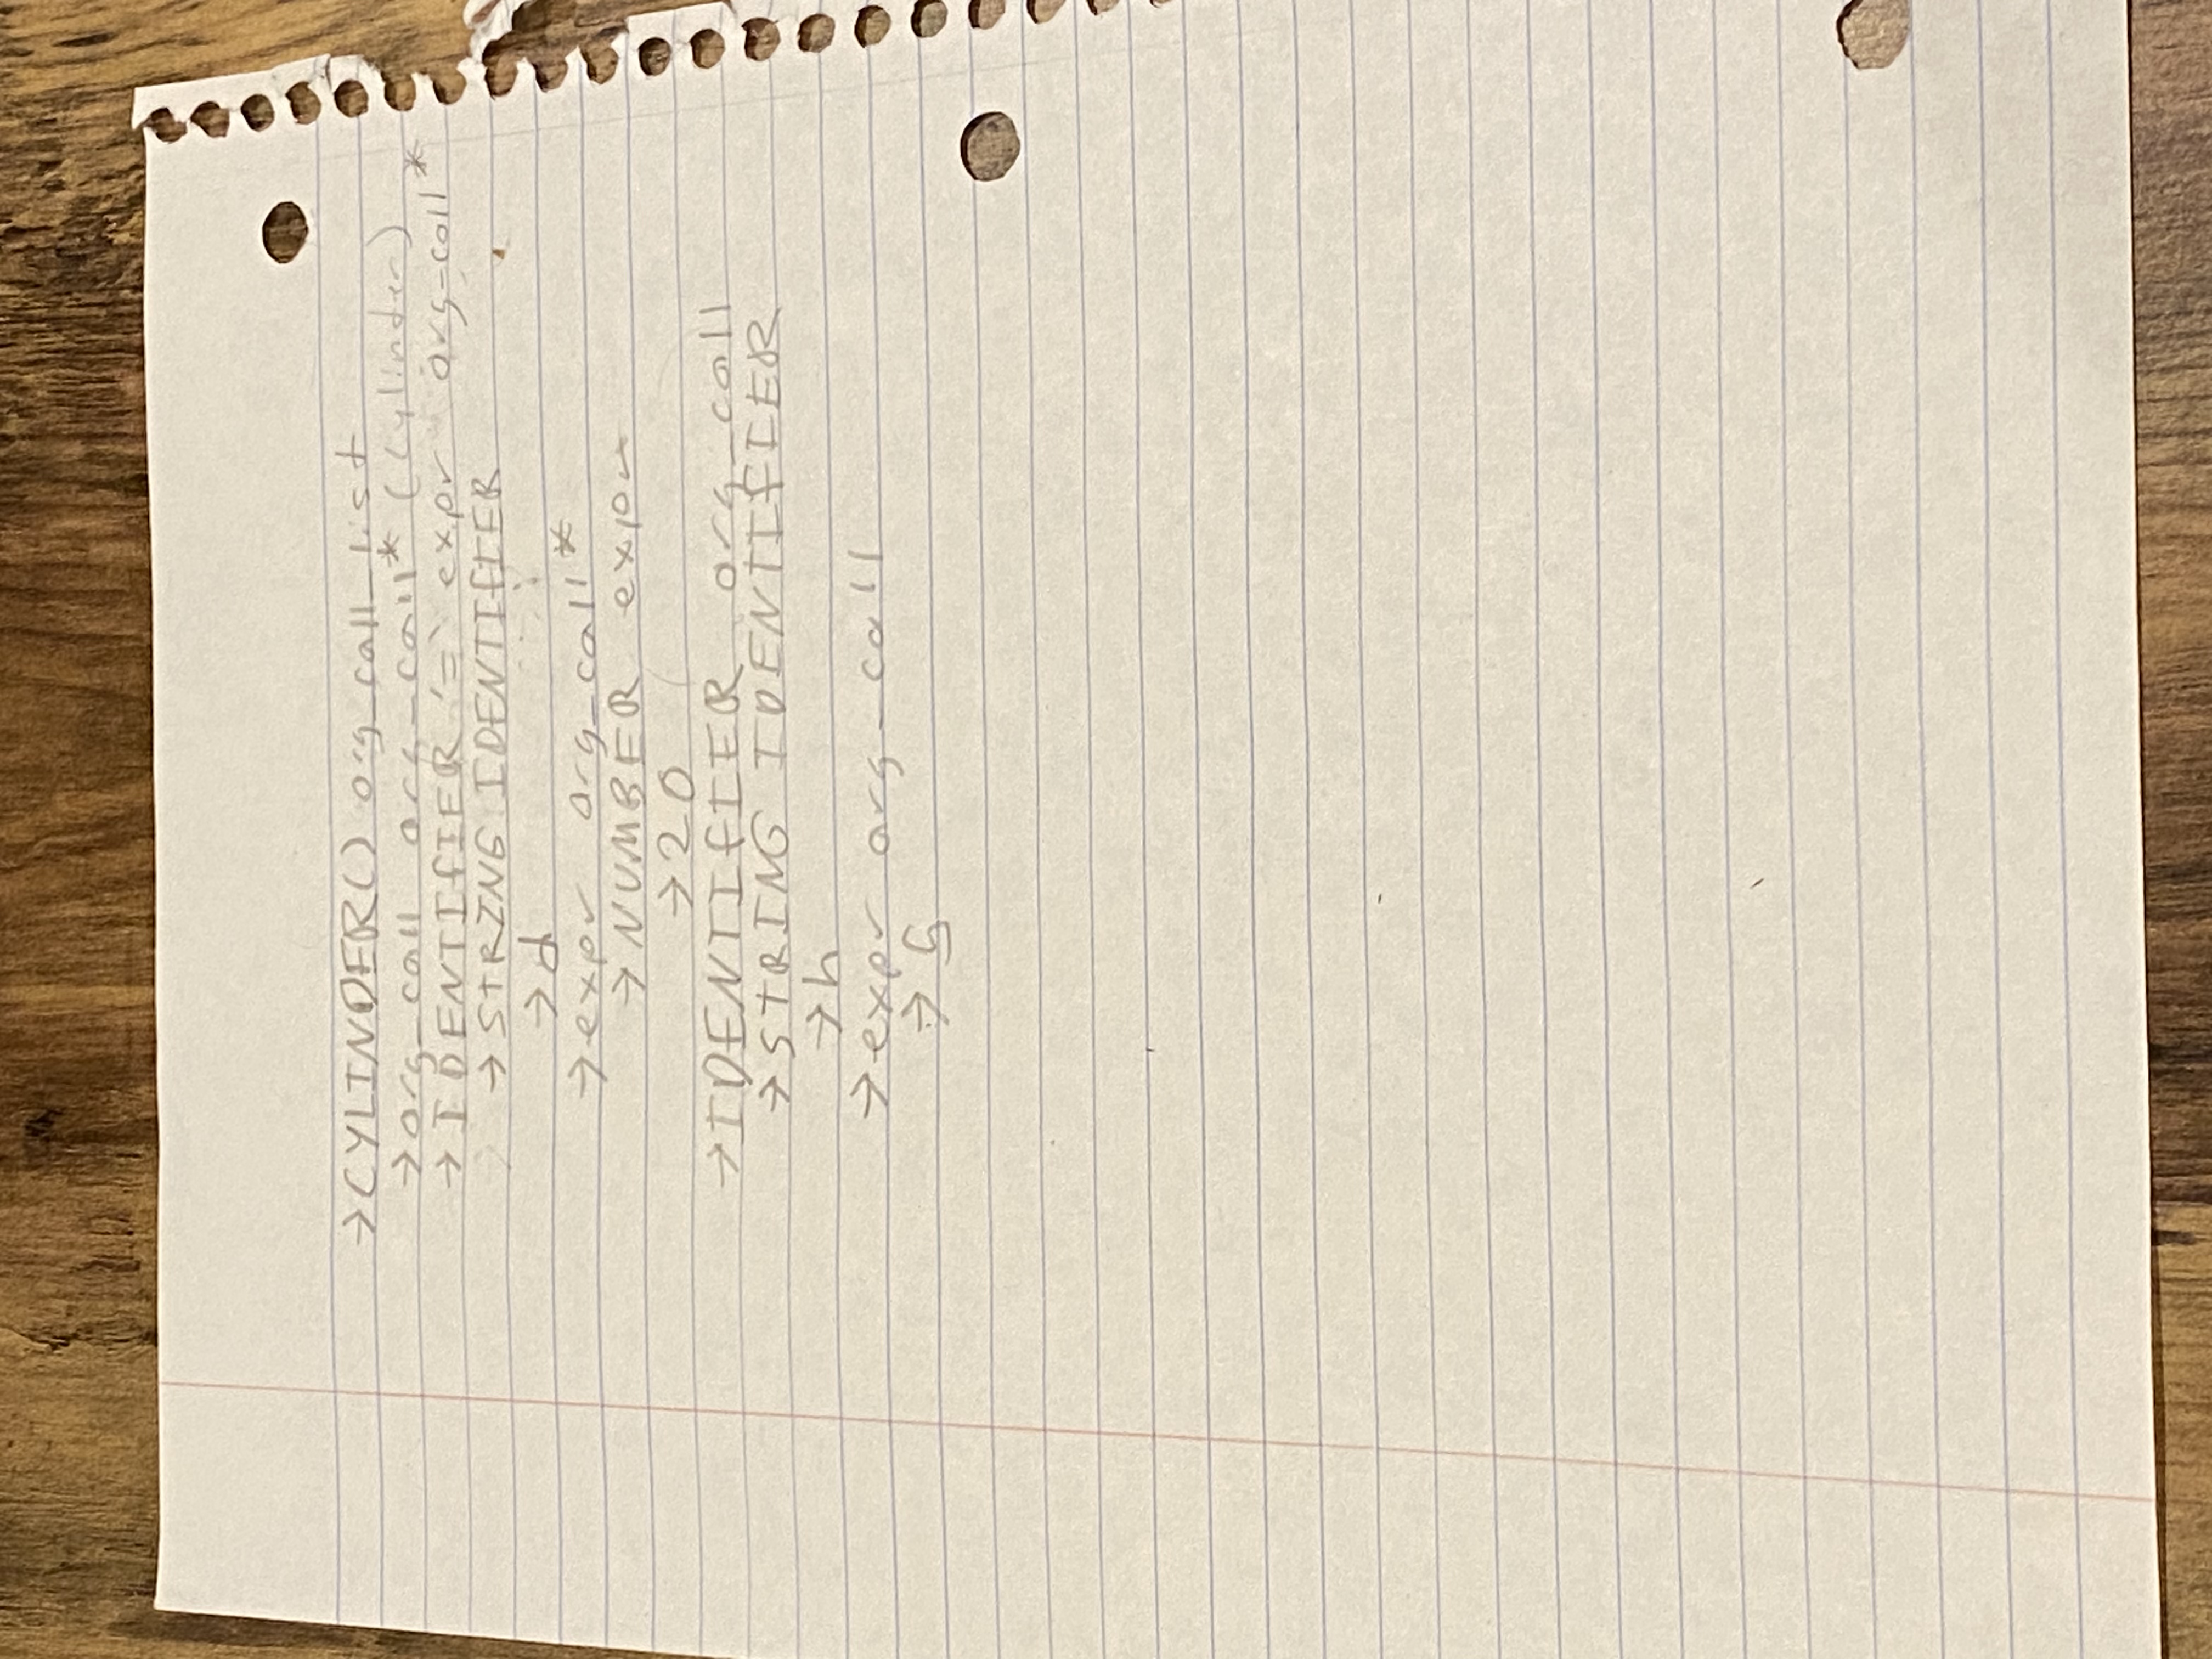 →CYLINDER() arg_call_list
→arg_call arg_call* (Cylinder)
→IDENTIFIER '=' expr arg_call*
→STRING IDENTIFIER
→d
→expr arg_call*
→NUMBER expr
→20
→IDENTIFIER arg_call
→STRING IDENTIFIER
→h
→expr arg_call
→5